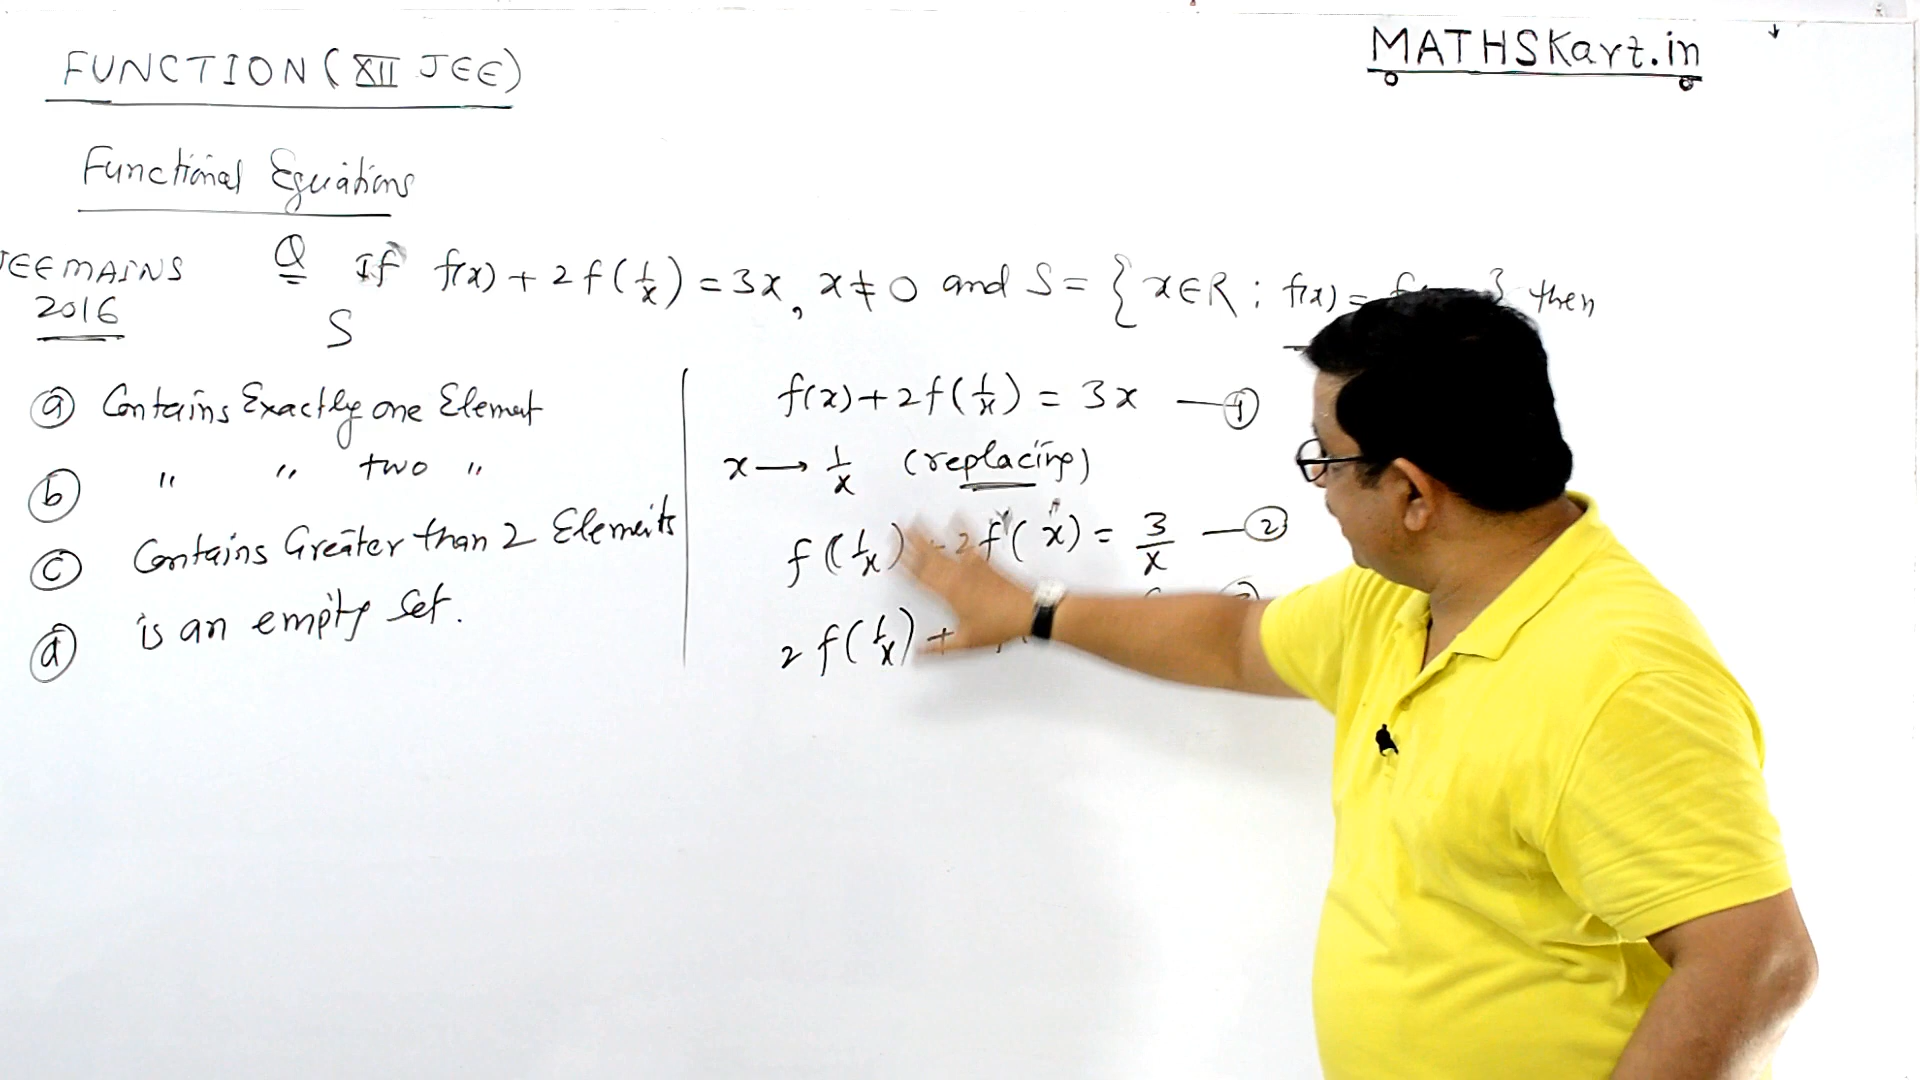 FUNCTION (XII JEE)
MATHSKart.in
Functional Equations
JEE MAINS
2016
Q If f(x) + 2f(1/x) = 3x, x ≠ 0 and S = { x∈R : f(x) = } then
S
(a) Contains Exactly one Element
(b) " " two "
(c) Contains Greater than 2 Elements
(d) is an empty Set.
f(x) + 2f(1/x) = 3x — (1)
x → 1/x (replacing)
f(1/x) 2f(x) = 3/x — (2)
2f(1/x) +